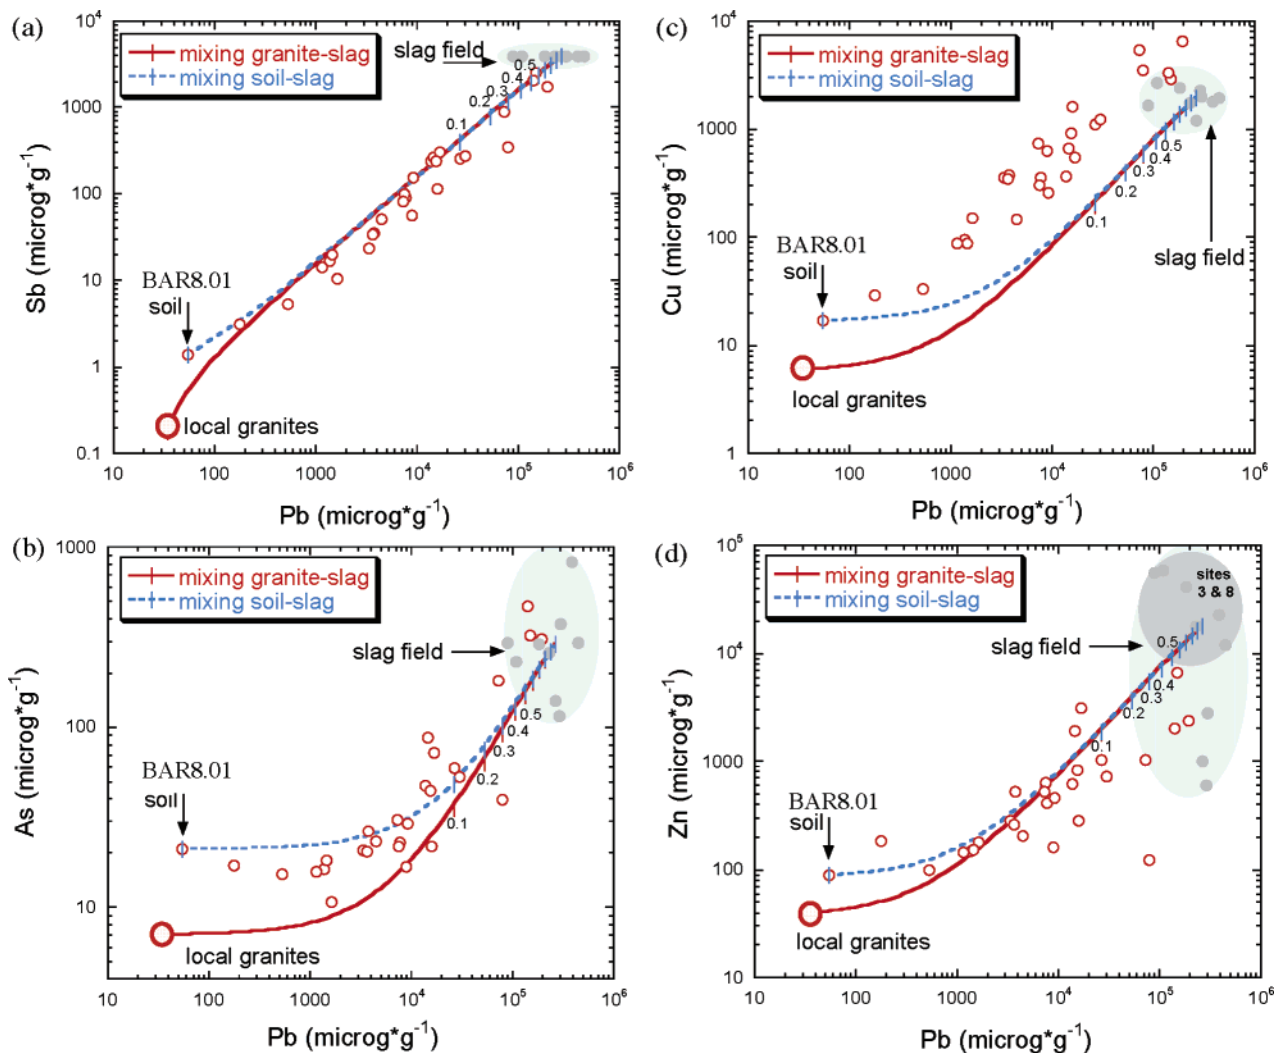 (a)
mixing granite-slag
mixing soil-slag
slag field
0.5
0.4
0.3
0.2
0.1
BAR8.01
soil
local granites
10⁴
1000
100
10
1
0.1
Sb (microg*g⁻¹)
10 100 1000 10⁴ 10⁵ 10⁶
Pb (microg*g⁻¹)
(c)
mixing granite-slag
mixing soil-slag
0.5
0.4
0.3
0.2
0.1
slag field
BAR8.01
soil
local granites
10⁴
1000
100
10
1
Cu (microg*g⁻¹)
10 100 1000 10⁴ 10⁵ 10⁶
Pb (microg*g⁻¹)
(b)
mixing granite-slag
mixing soil-slag
slag field
0.5
0.4
0.3
0.2
0.1
BAR8.01
soil
local granites
1000
100
10
As (microg*g⁻¹)
10 100 1000 10⁴ 10⁵ 10⁶
Pb (microg*g⁻¹)
(d)
mixing granite-slag
mixing soil-slag
sites
3 & 8
slag field
0.5
0.4
0.3
0.2
0.1
BAR8.01
soil
local granites
10⁵
10⁴
1000
100
10
Zn (microg*g⁻¹)
10 100 1000 10⁴ 10⁵ 10⁶
Pb (microg*g⁻¹)